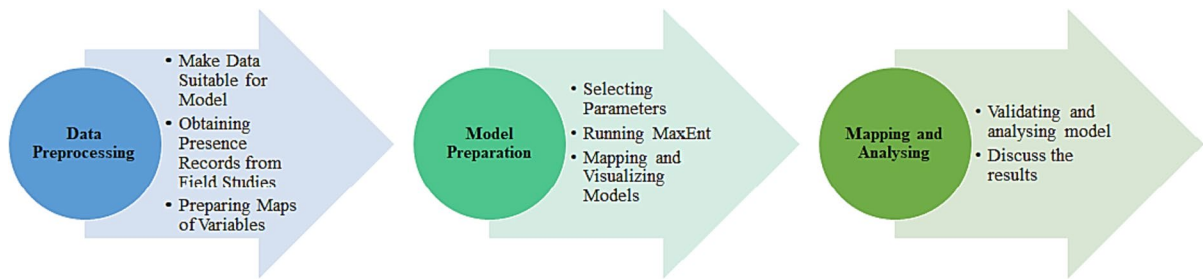 Data
Preprocessing
• Make Data
Suitable for
Model
• Obtaining
Presence
Records from
Field Studies
• Preparing Maps
of Variables
Model
Preparation
• Selecting
Parameters
• Running MaxEnt
• Mapping and
Visualizing
Models
Mapping and
Analysing
• Validating and
analysing model
• Discuss the
results